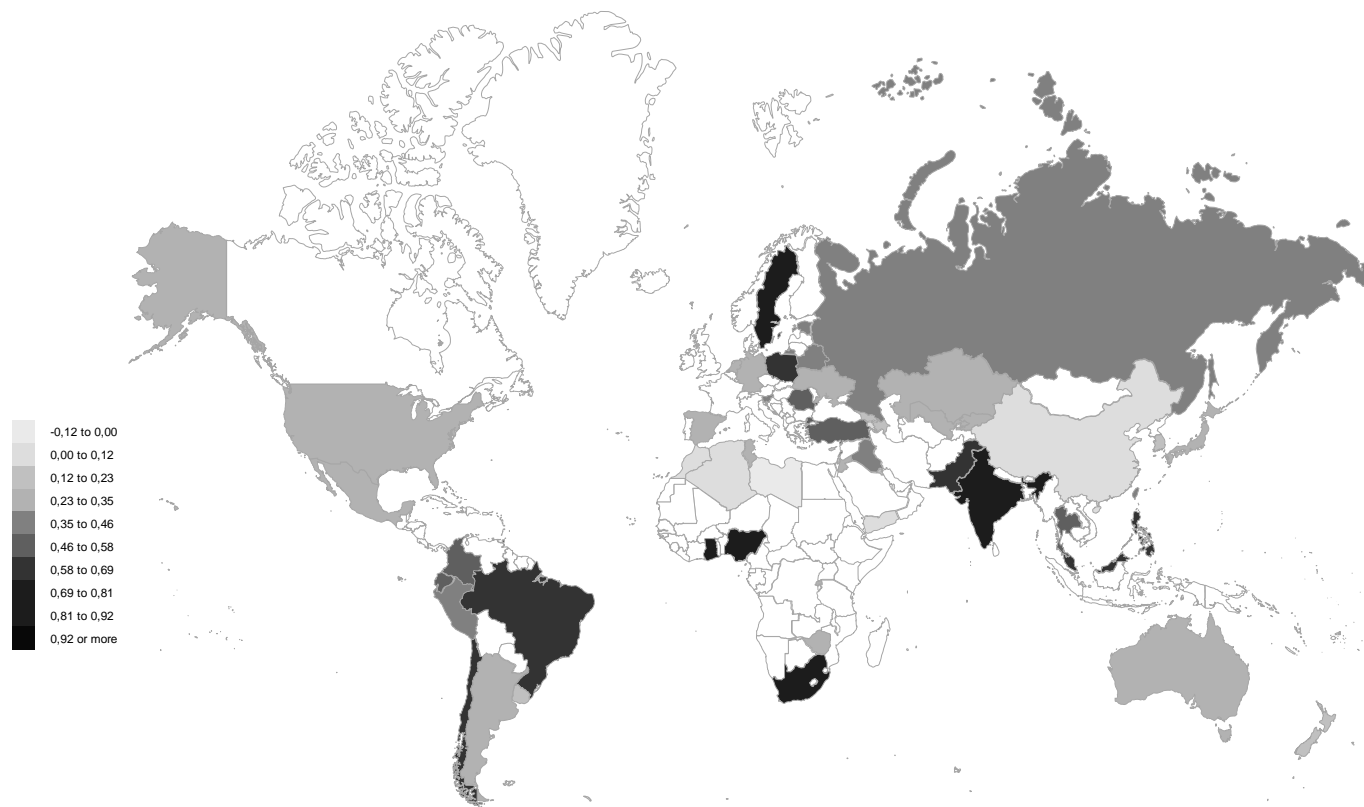 -0,12 to 0,00
0,00 to 0,12
0,12 to 0,23
0,23 to 0,35
0,35 to 0,46
0,46 to 0,58
0,58 to 0,69
0,69 to 0,81
0,81 to 0,92
0,92 or more